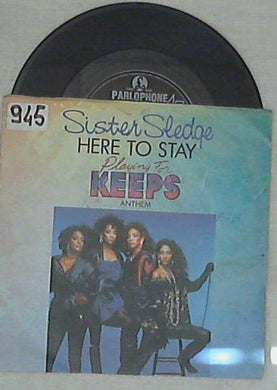 PARLOPHONE
945
Sister Sledge
HERE TO STAY
Playing For
KEEPS
ANTHEM